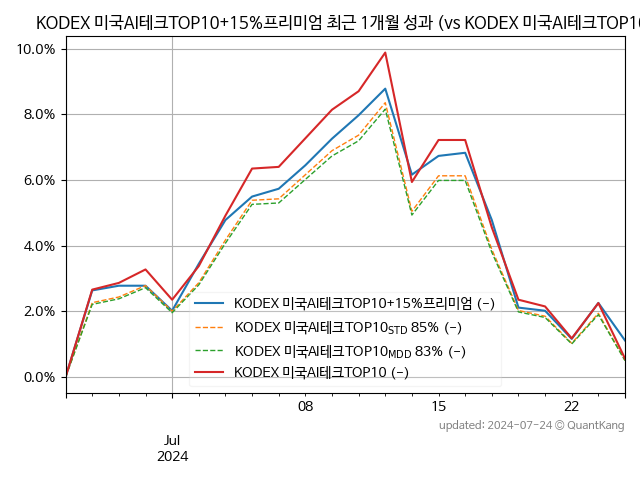 KODEX 미국AI테크TOP10+15%프리미엄 최근 1개월 성과 (vs KODEX 미국AI테크TOP10
10.0%
8.0%
6.0%
4.0%
2.0%
0.0%
KODEX 미국AI테크TOP10+15%프리미엄 (-)
KODEX 미국AI테크TOP10STD 85% (-)
KODEX 미국AI테크TOP10MDD 83% (-)
KODEX 미국AI테크TOP10 (-)
08
15
22
Jul
2024
updated: 2024-07-24 © QuantKang